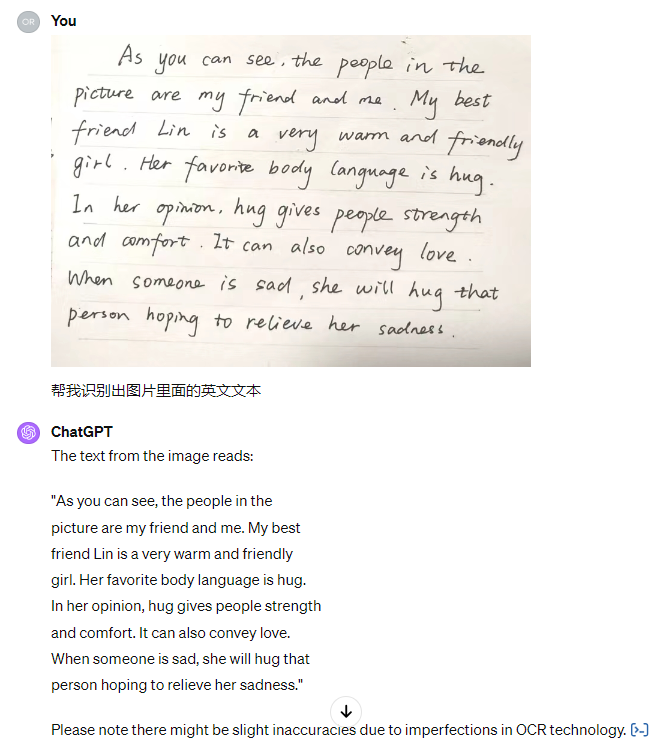 OR You
As you can see, the people in the
picture are my friend and me. My best
friend Lin is a very warm and friendly
girl. Her favorite body language is hug.
In her opinion, hug gives people strength
and comfort. It can also convey love.
When someone is sad, she will hug that
person hoping to relieve her sadness.
帮我识别出图片里面的英文文本
ChatGPT
The text from the image reads:
"As you can see, the people in the
picture are my friend and me. My best
friend Lin is a very warm and friendly
girl. Her favorite body language is hug.
In her opinion, hug gives people strength
and comfort. It can also convey love.
When someone is sad, she will hug that
person hoping to relieve her sadness."
Please note there might be slight inaccuracies due to imperfections in OCR technology. [>-]